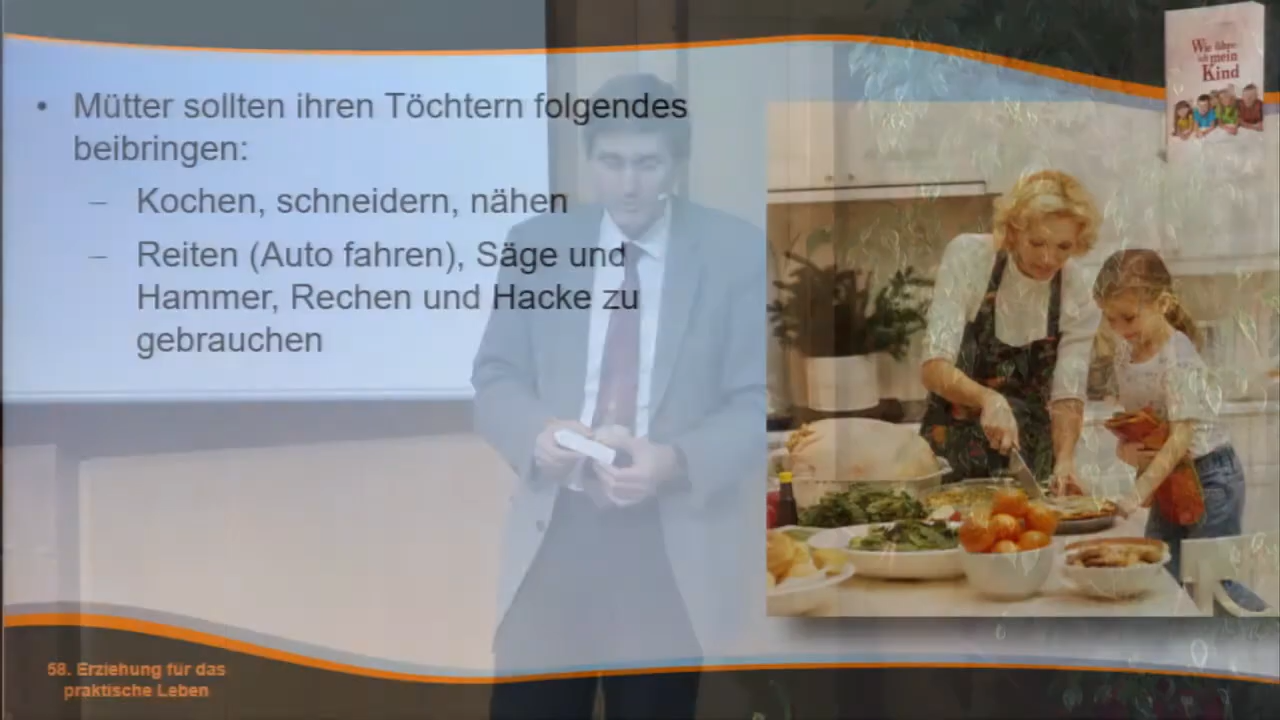 • Mütter sollten ihren Töchtern folgendes
beibringen:
– Kochen, schneidern, nähen
– Reiten (Auto fahren), Säge und
Hammer, Rechen und Hacke zu
gebrauchen
Wie führe
ich mein
Kind
58. Erziehung für das
praktische Leben